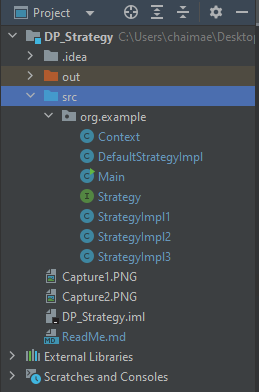 Project
DP_Strategy C:\Users\chaimae\Desktop
.idea
out
src
org.example
Context
DefaultStrategyImpl
Main
Strategy
StrategyImpl1
StrategyImpl2
StrategyImpl3
Capture1.PNG
Capture2.PNG
DP_Strategy.iml
ReadMe.md
External Libraries
Scratches and Consoles